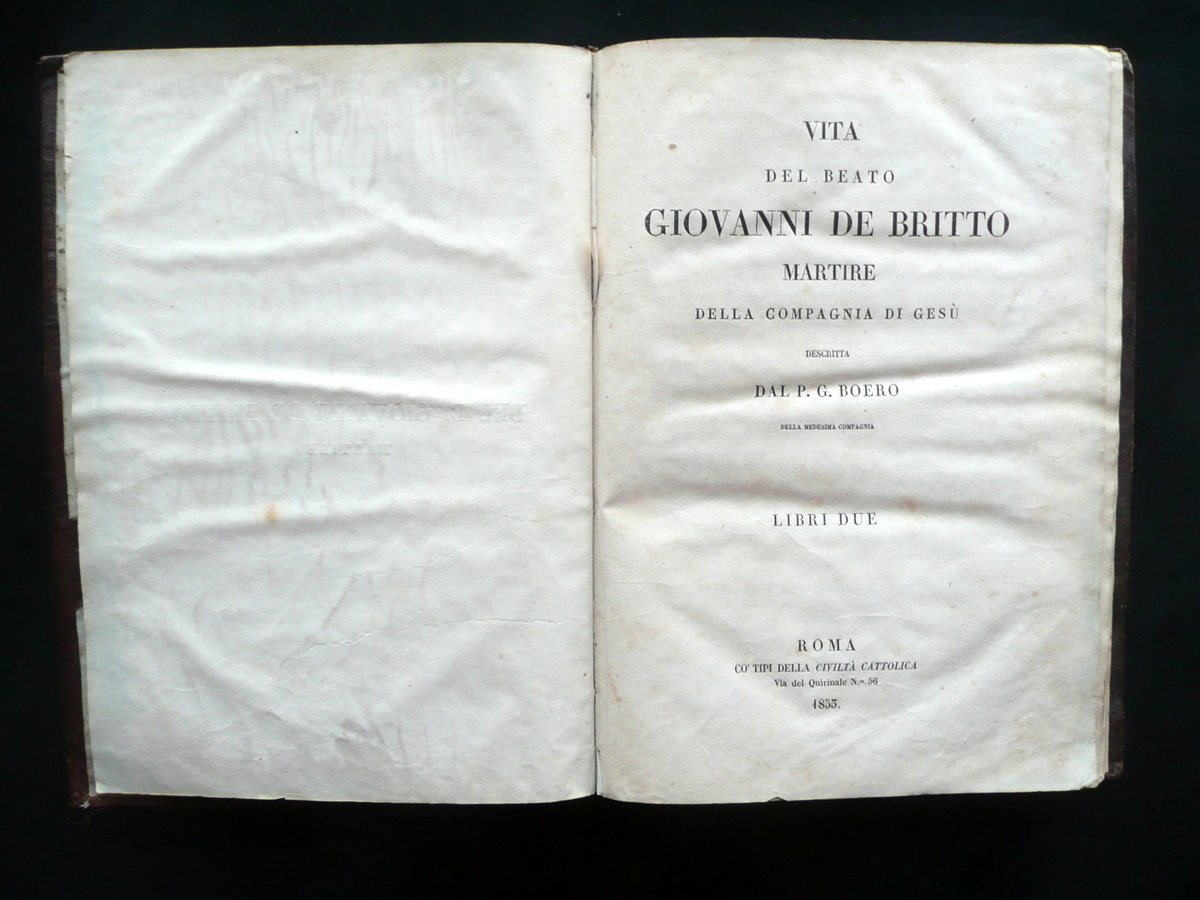 VITA
DEL BEATO
GIOVANNI DE BRITTO
MARTIRE
DELLA COMPAGNIA DI GESÙ
DESCRITTA
DAL P. G. BOERO
DELLA MEDESIMA COMPAGNIA
LIBRI DUE
ROMA
CO' TIPI DELLA CIVILTÀ CATTOLICA
Via del Quirinale N.º 56
1853.